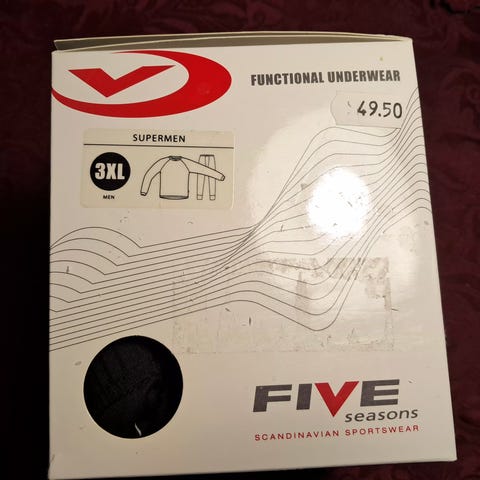 FUNCTIONAL UNDERWEAR
49.50
SUPERMEN
3XL
MEN
FIVE
seasons
SCANDINAVIAN SPORTSWEAR